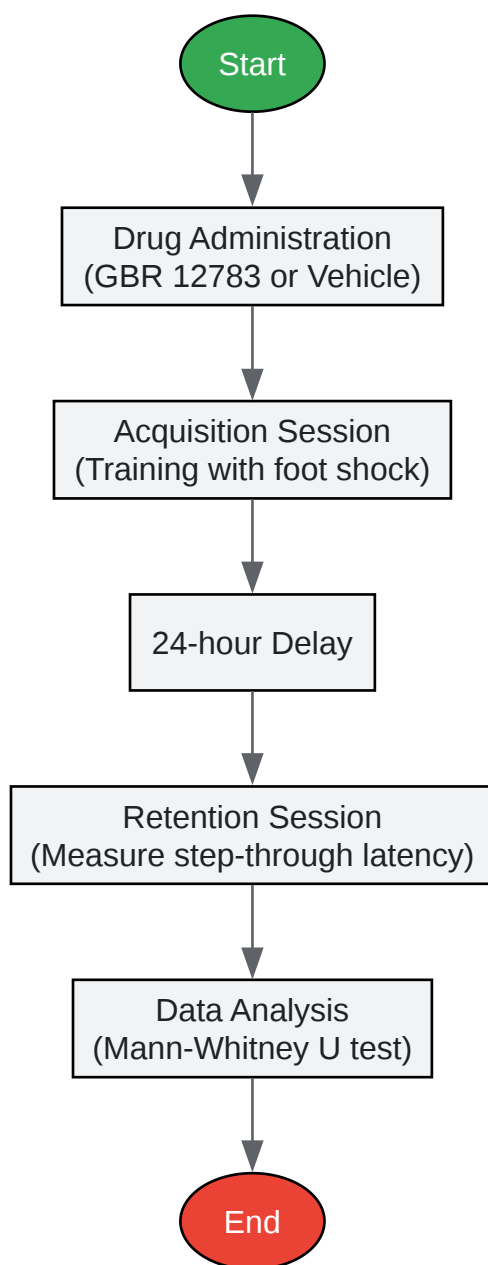 Start
Drug Administration
(GBR 12783 or Vehicle)
Acquisition Session
(Training with foot shock)
24-hour Delay
Retention Session
(Measure step-through latency)
Data Analysis
(Mann-Whitney U test)
End